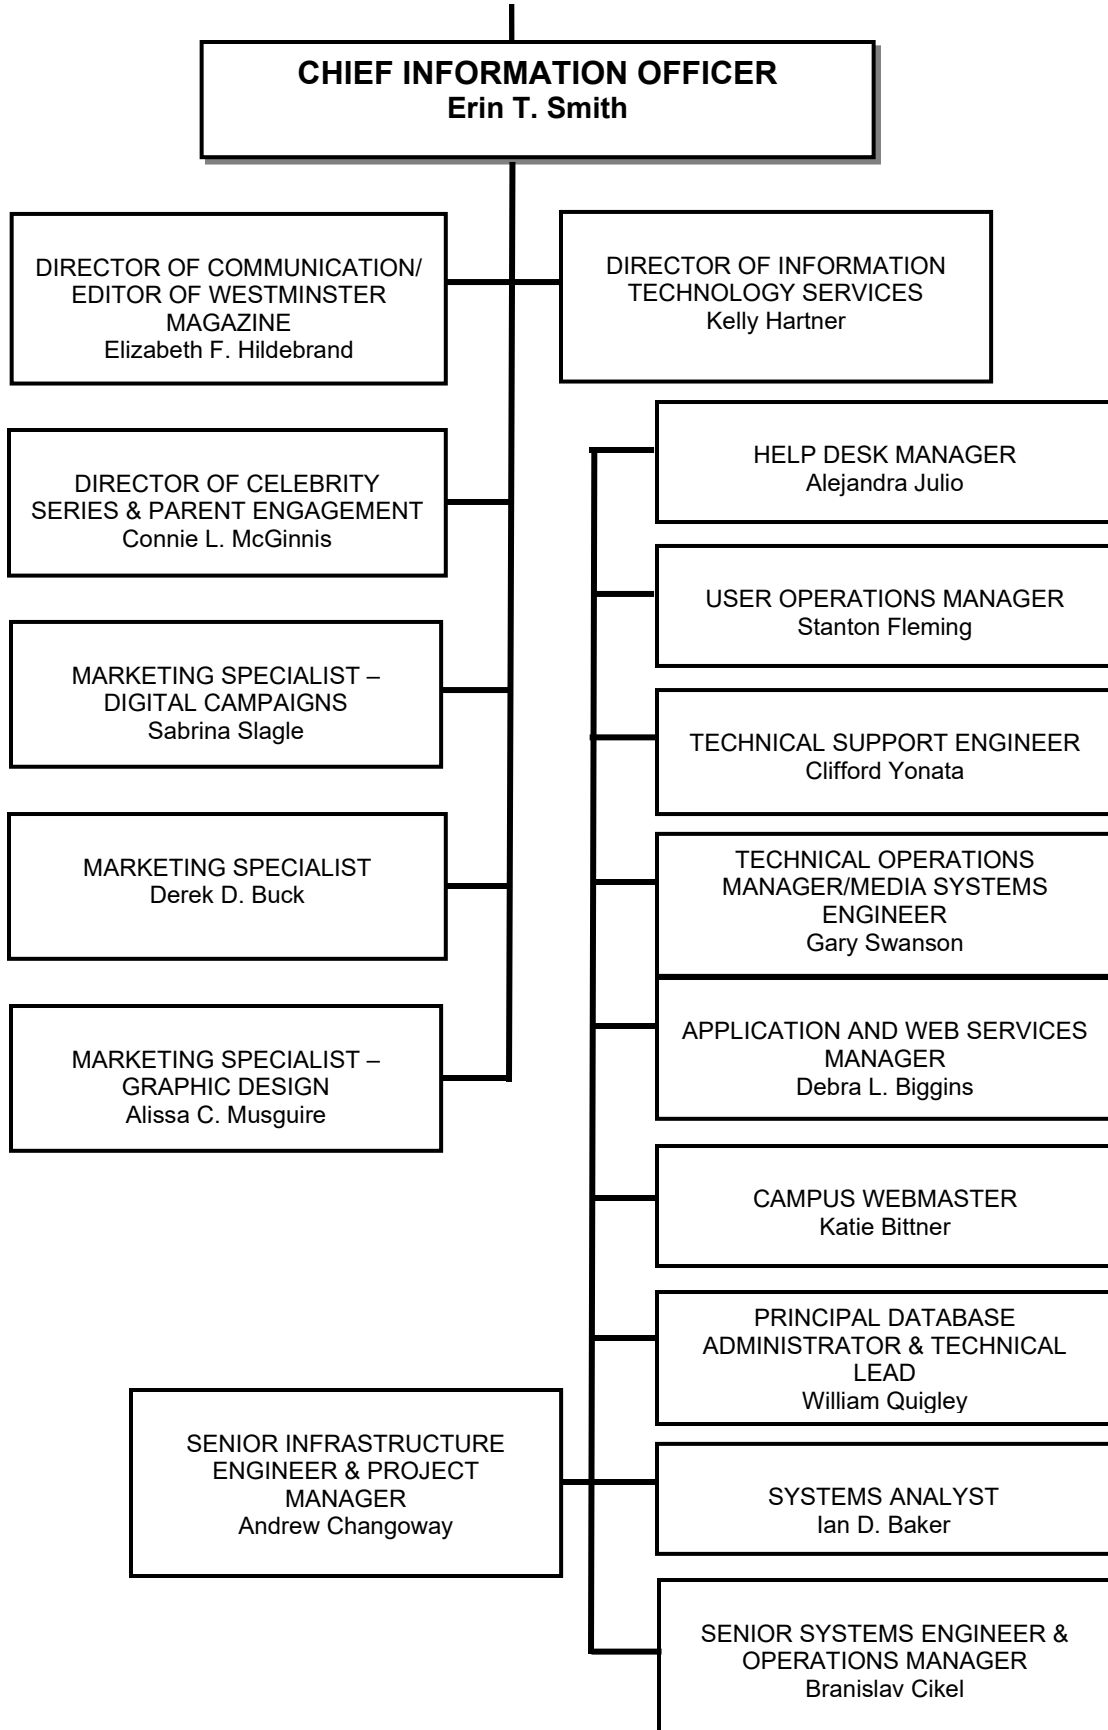 CHIEF INFORMATION OFFICER
Erin T. Smith
DIRECTOR OF COMMUNICATION/
EDITOR OF WESTMINSTER
MAGAZINE
Elizabeth F. Hildebrand
DIRECTOR OF INFORMATION
TECHNOLOGY SERVICES
Kelly Hartner
DIRECTOR OF CELEBRITY
SERIES & PARENT ENGAGEMENT
Connie L. McGinnis
MARKETING SPECIALIST –
DIGITAL CAMPAIGNS
Sabrina Slagle
MARKETING SPECIALIST
Derek D. Buck
MARKETING SPECIALIST –
GRAPHIC DESIGN
Alissa C. Musguire
HELP DESK MANAGER
Alejandra Julio
USER OPERATIONS MANAGER
Stanton Fleming
TECHNICAL SUPPORT ENGINEER
Clifford Yonata
TECHNICAL OPERATIONS
MANAGER/MEDIA SYSTEMS
ENGINEER
Gary Swanson
APPLICATION AND WEB SERVICES
MANAGER
Debra L. Biggins
CAMPUS WEBMASTER
Katie Bittner
PRINCIPAL DATABASE
ADMINISTRATOR & TECHNICAL
LEAD
William Quigley
SENIOR INFRASTRUCTURE
ENGINEER & PROJECT
MANAGER
Andrew Changoway
SYSTEMS ANALYST
Ian D. Baker
SENIOR SYSTEMS ENGINEER &
OPERATIONS MANAGER
Branislav Cikel